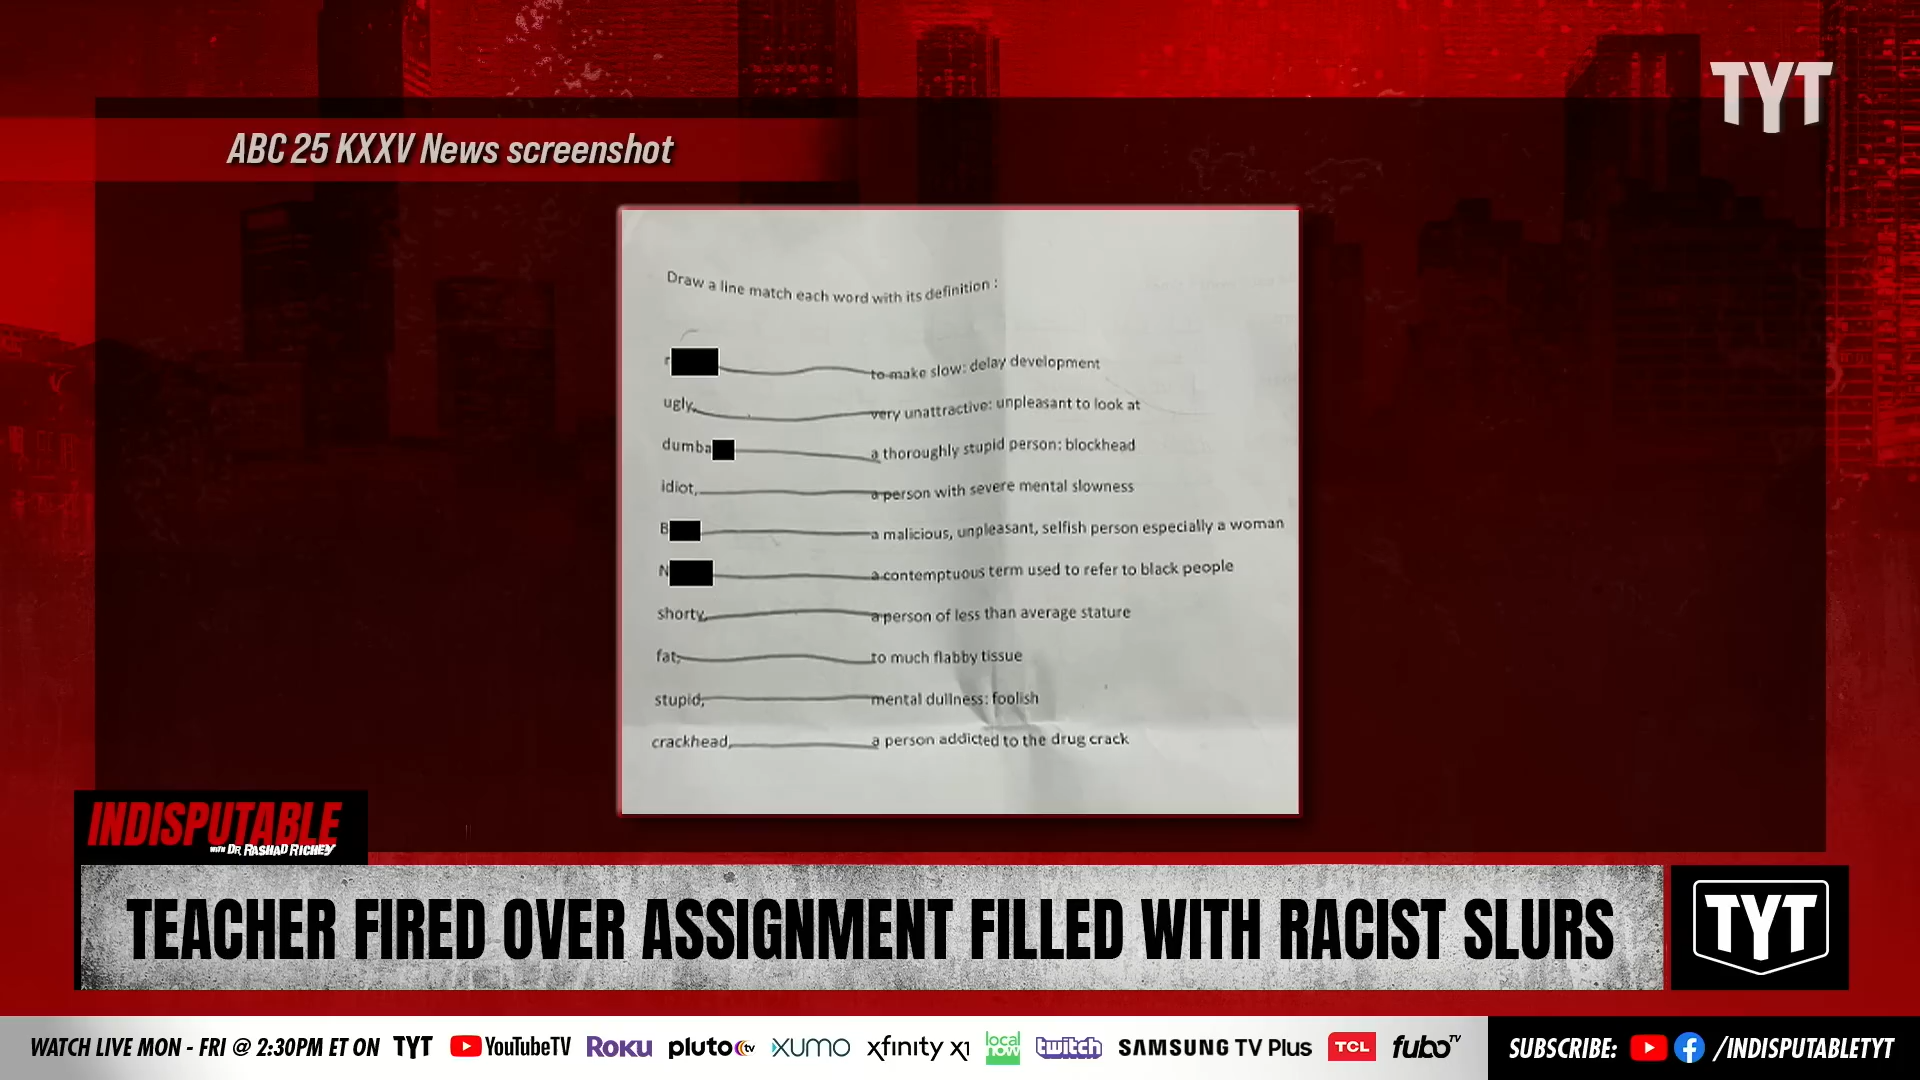 TYT
ABC 25 KXXV News screenshot
Draw a line match each word with its definition :
r to make slow: delay development
ugly, very unattractive: unpleasant to look at
dumba a thoroughly stupid person: blockhead
idiot, a person with severe mental slowness
B a malicious, unpleasant, selfish person especially a woman
N a contemptuous term used to refer to black people
shorty, a person of less than average stature
fat, to much flabby tissue
stupid, mental dullness: foolish
crackhead, a person addicted to the drug crack
INDISPUTABLE
WITH DR. RASHAD RICHEY
TEACHER FIRED OVER ASSIGNMENT FILLED WITH RACIST SLURS
TYT
WATCH LIVE MON - FRI @ 2:30PM ET ON TYT YouTubeTV ROKU pluto tv XUMO xfinity X1 local now twitch SAMSUNG TV Plus TCL fubo TV SUBSCRIBE: /INDISPUTABLETYT